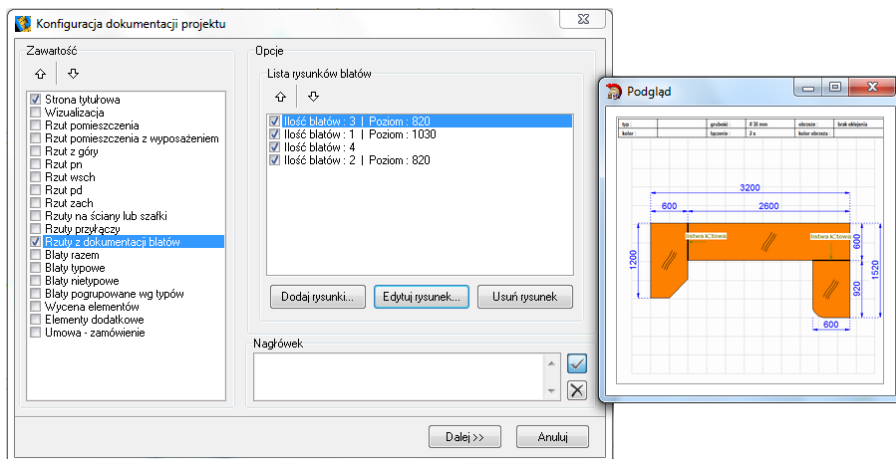 Konfiguracja dokumentacji projektu
Zawartość
Strona tytułowa
Wizualizacja
Rzut pomieszczenia
Rzut pomieszczenia z wyposażeniem
Rzut z góry
Rzut pn
Rzut wsch
Rzut pd
Rzut zach
Rzuty na ściany lub szafki
Rzuty przyłączy
Rzuty z dokumentacji blatów
Blaty razem
Blaty typowe
Blaty nietypowe
Blaty pogrupowane wg typów
Wycena elementów
Elementy dodatkowe
Umowa - zamówienie
Opcje
Lista rysunków blatów
Ilość blatów : 3 | Poziom : 820
Ilość blatów : 1 | Poziom : 1030
Ilość blatów : 4
Ilość blatów : 2 | Poziom : 820
Dodaj rysunki... Edytuj rysunek... Usuń rysunek
Nagłówek
Dalej >> Anuluj
Podgląd
typ : grubość : # 38 mm obrzeże : brak oklejania
kolor : łączenie : 2 x kolor obrzeża :
3200
600 2600
listwa łCłowa listwa łCłowa
1200 600 1520
920
600